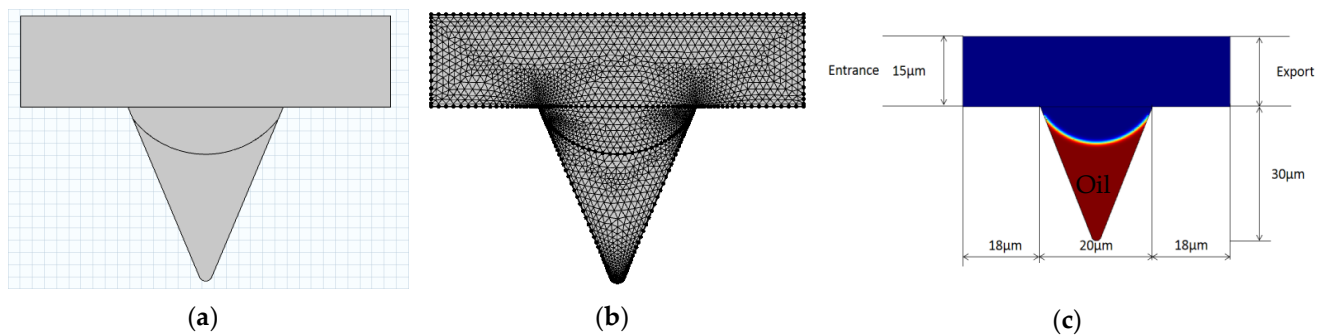 Entrance 15μm Export
Oil
30μm
18μm 20μm 18μm
(a) (b) (c)